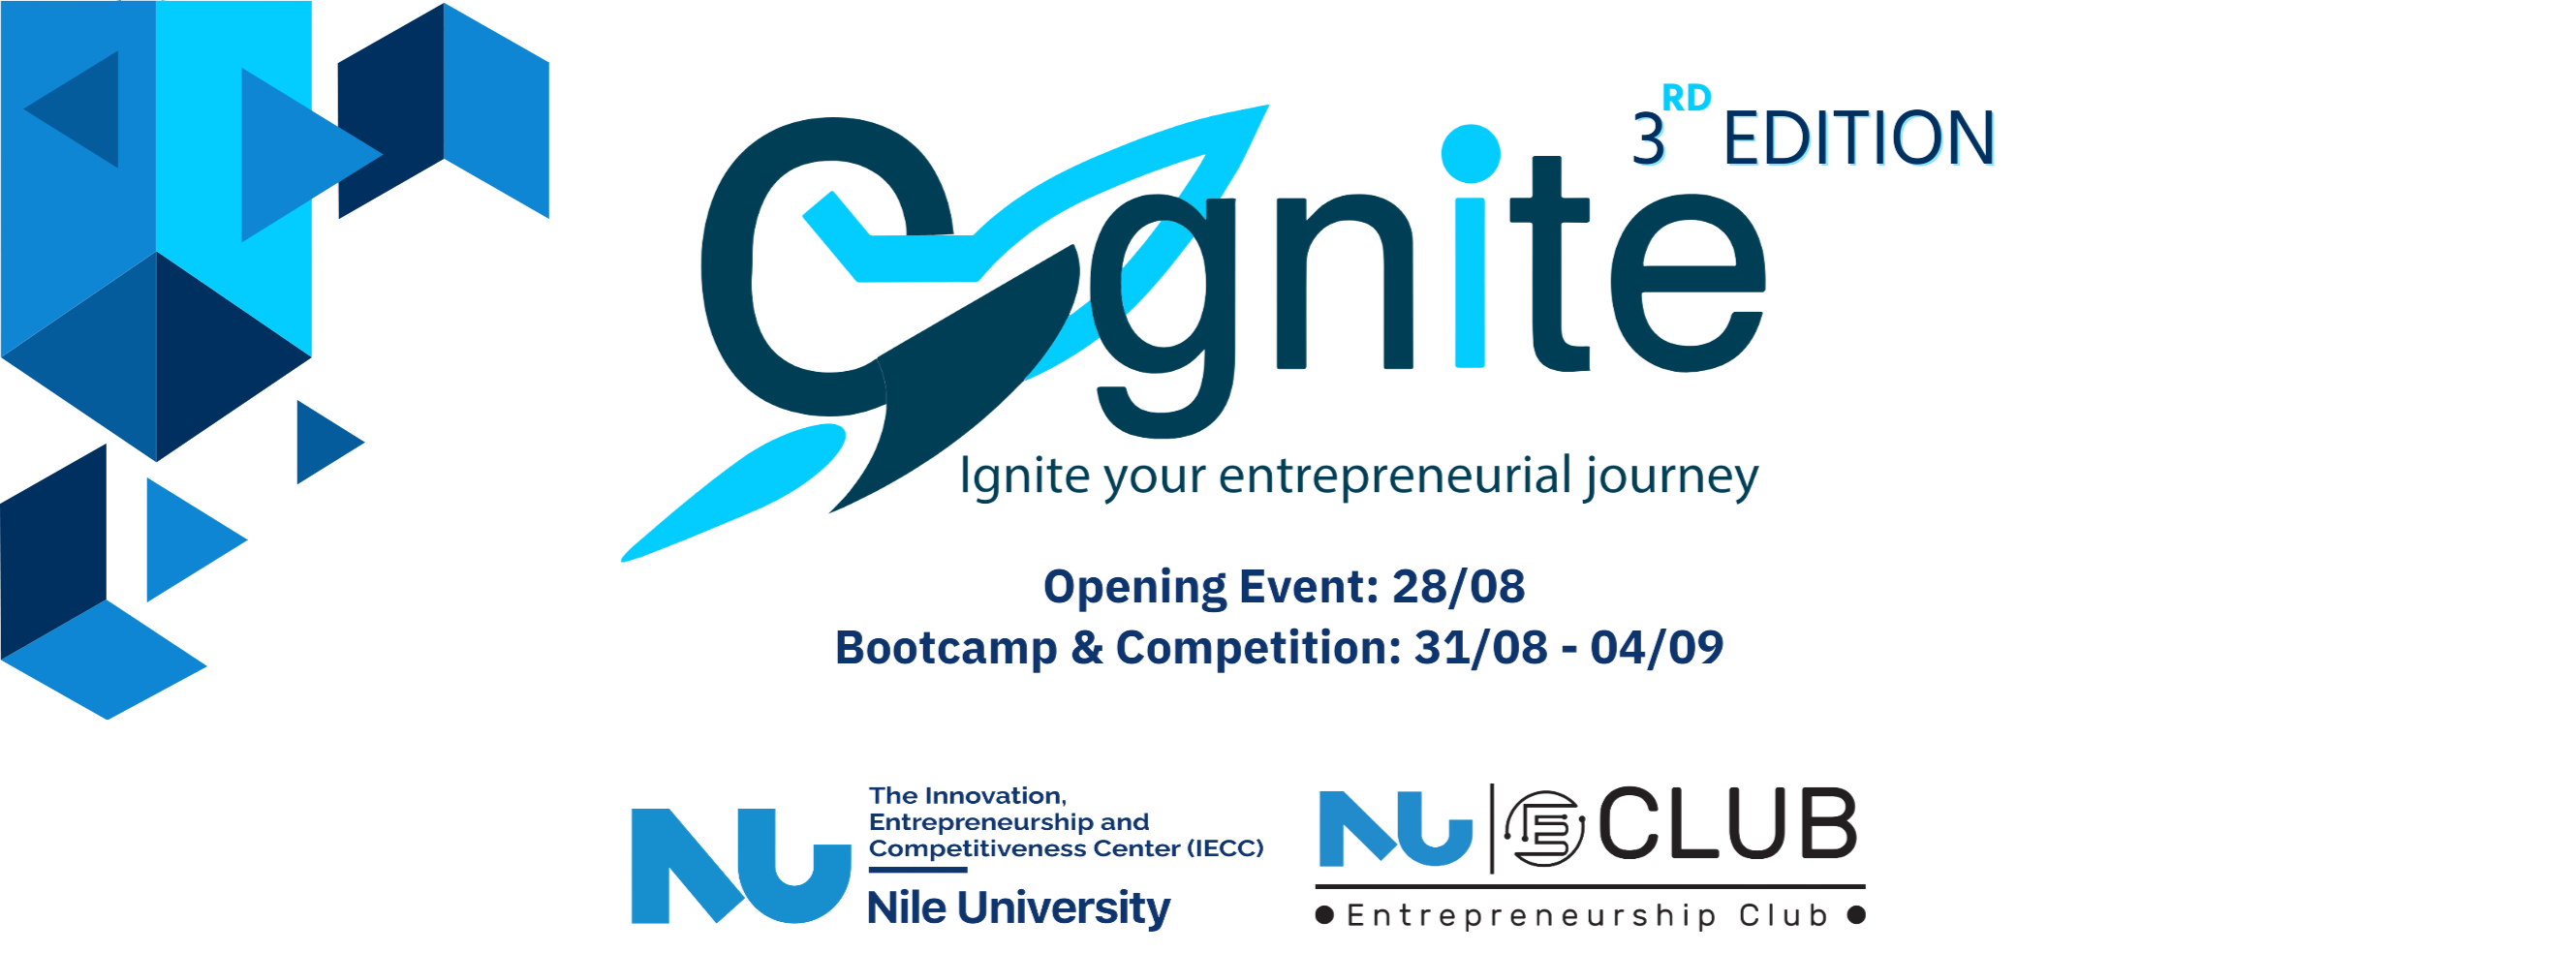 3RD EDITION
Cognite
Ignite your entrepreneurial journey
Opening Event: 28/08
Bootcamp & Competition: 31/08 - 04/09
NU
The Innovation,
Entrepreneurship and
Competitiveness Center (IECC)
Nile University
NU E CLUB
Entrepreneurship Club